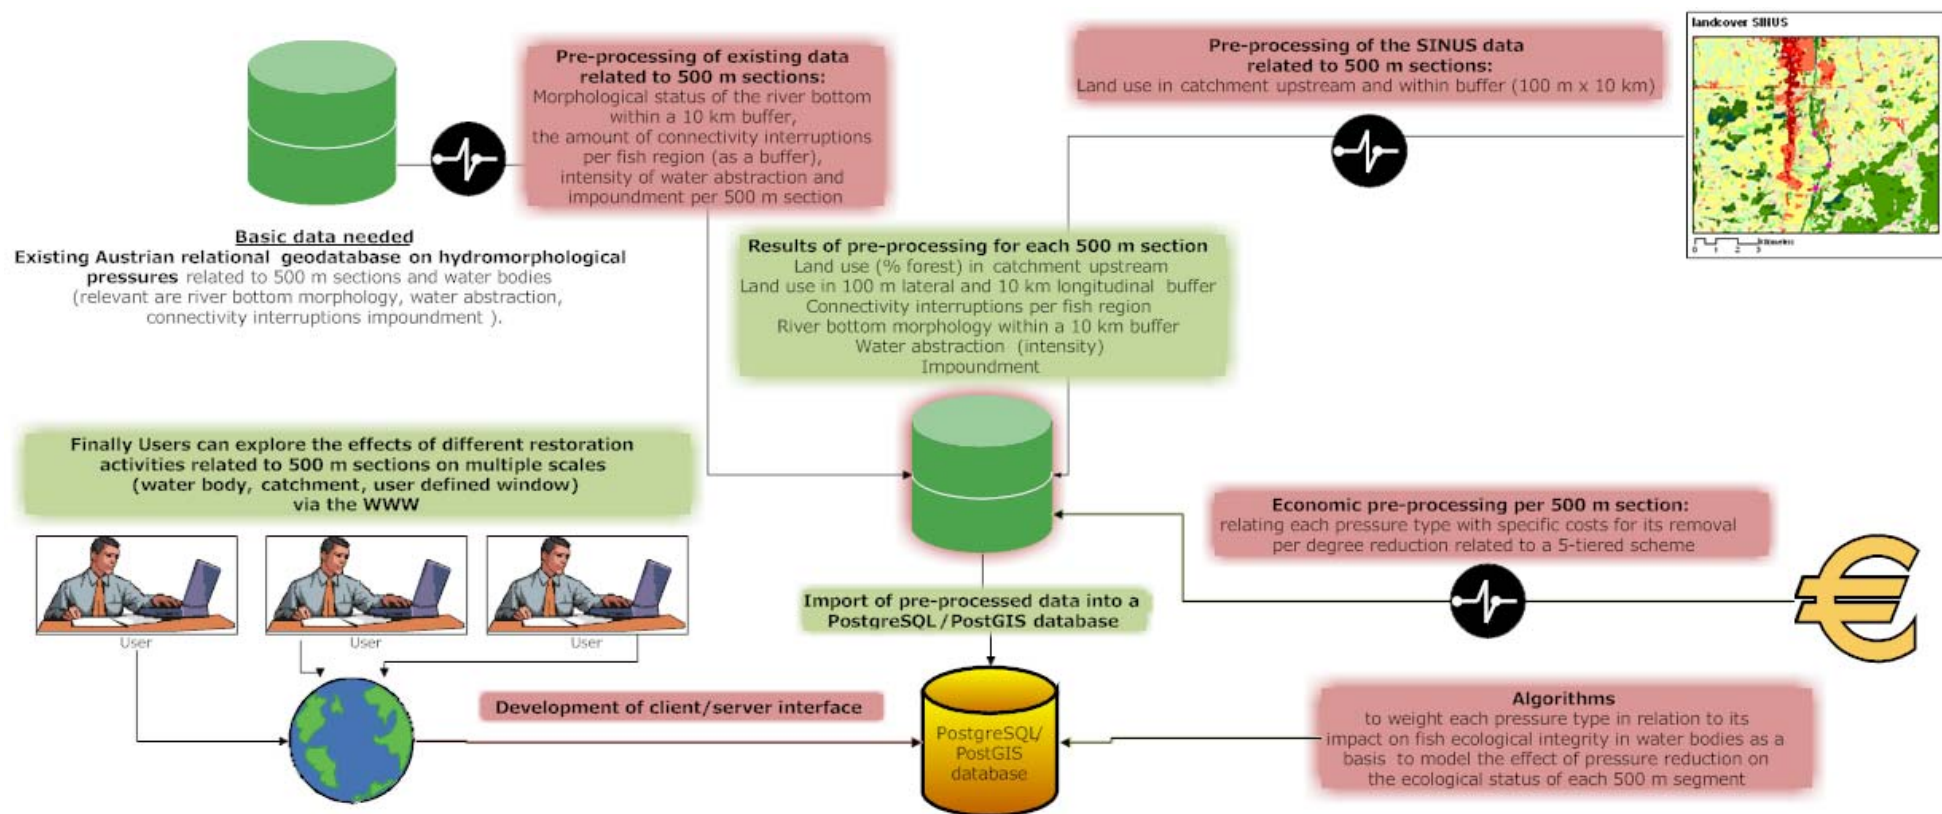 Pre-processing of existing data
related to 500 m sections:
Morphological status of the river bottom
within a 10 km buffer,
the amount of connectivity interruptions
per fish region (as a buffer),
intensity of water abstraction and
impoundment per 500 m section
Pre-processing of the SINUS data
related to 500 m sections:
Land use in catchment upstream and within buffer (100 m x 10 km)
landcover SINUS
0 1 2 3 kilometers
Basic data needed
Existing Austrian relational geodatabase on hydromorphological
pressures related to 500 m sections and water bodies
(relevant are river bottom morphology, water abstraction,
connectivity interruptions impoundment ).
Results of pre-processing for each 500 m section
Land use (% forest) in catchment upstream
Land use in 100 m lateral and 10 km longitudinal buffer
Connectivity interruptions per fish region
River bottom morphology within a 10 km buffer
Water abstraction (intensity)
Impoundment
Finally Users can explore the effects of different restoration
activities related to 500 m sections on multiple scales
(water body, catchment, user defined window)
via the WWW
User
User
User
Economic pre-processing per 500 m section:
relating each pressure type with specific costs for its removal
per degree reduction related to a 5-tiered scheme
€
Import of pre-processed data into a
PostgreSQL/PostGIS database
Development of client/server interface
PostgreSQL/
PostGIS
database
Algorithms
to weight each pressure type in relation to its
impact on fish ecological integrity in water bodies as a
basis to model the effect of pressure reduction on
the ecological status of each 500 m segment